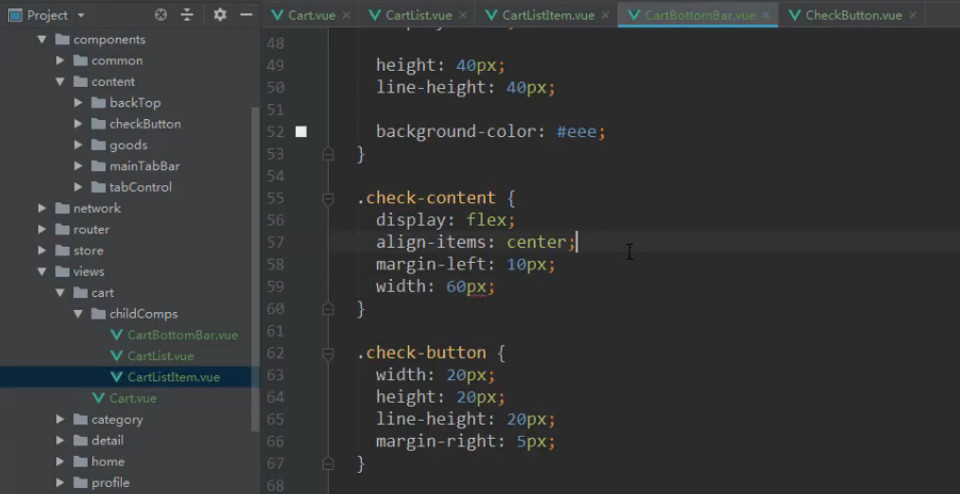 Project
Cart.vue
CartList.vue
CartListItem.vue
CartBottomBar.vue
CheckButton.vue
components
common
content
backTop
checkButton
goods
mainTabBar
tabControl
network
router
store
views
cart
childComps
CartBottomBar.vue
CartList.vue
CartListItem.vue
Cart.vue
category
detail
home
profile
48
49 height: 40px;
50 line-height: 40px;
51
52 background-color: #eee;
53 }
54
55 .check-content {
56 display: flex;
57 align-items: center;
58 margin-left: 10px;
59 width: 60px;
60 }
61
62 .check-button {
63 width: 20px;
64 height: 20px;
65 line-height: 20px;
66 margin-right: 5px;
67 }
68